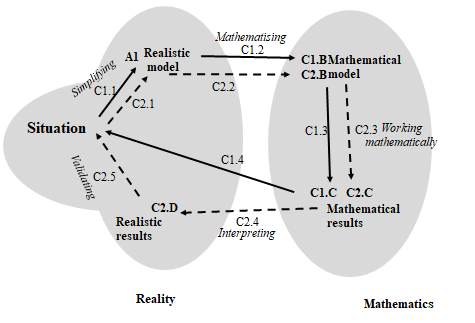 Mathematising
C1.2
A1 Realistic
model
C1.BMathematical
C2.Bmodel
Simplifying
C1.1
C2.1
C2.2
Situation
C1.3
C2.3 Working
mathematically
C1.4
Validating
C2.5
C1.C C2.C
Mathematical
results
C2.D
Realistic
results
C2.4
Interpreting
Reality
Mathematics